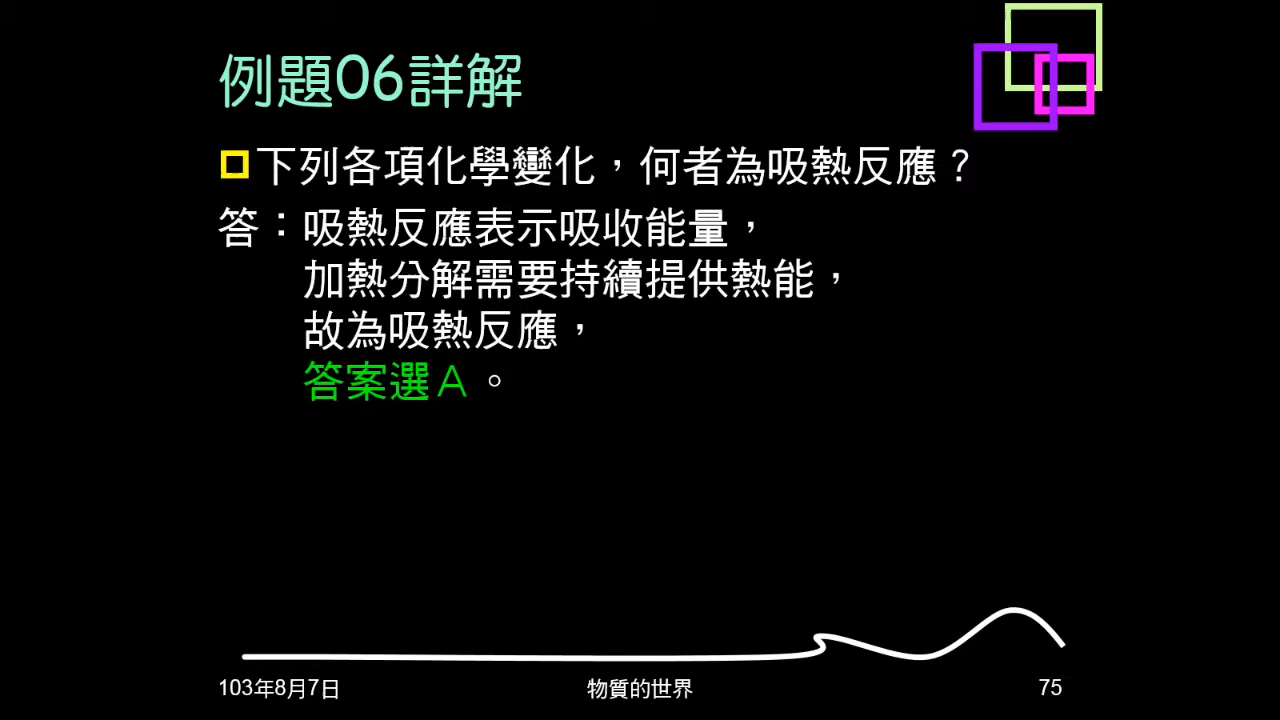 例題06詳解
下列各項化學變化，何者為吸熱反應？
答：吸熱反應表示吸收能量，
加熱分解需要持續提供熱能，
故為吸熱反應，
答案選Ａ。
103年8月7日
物質的世界
75